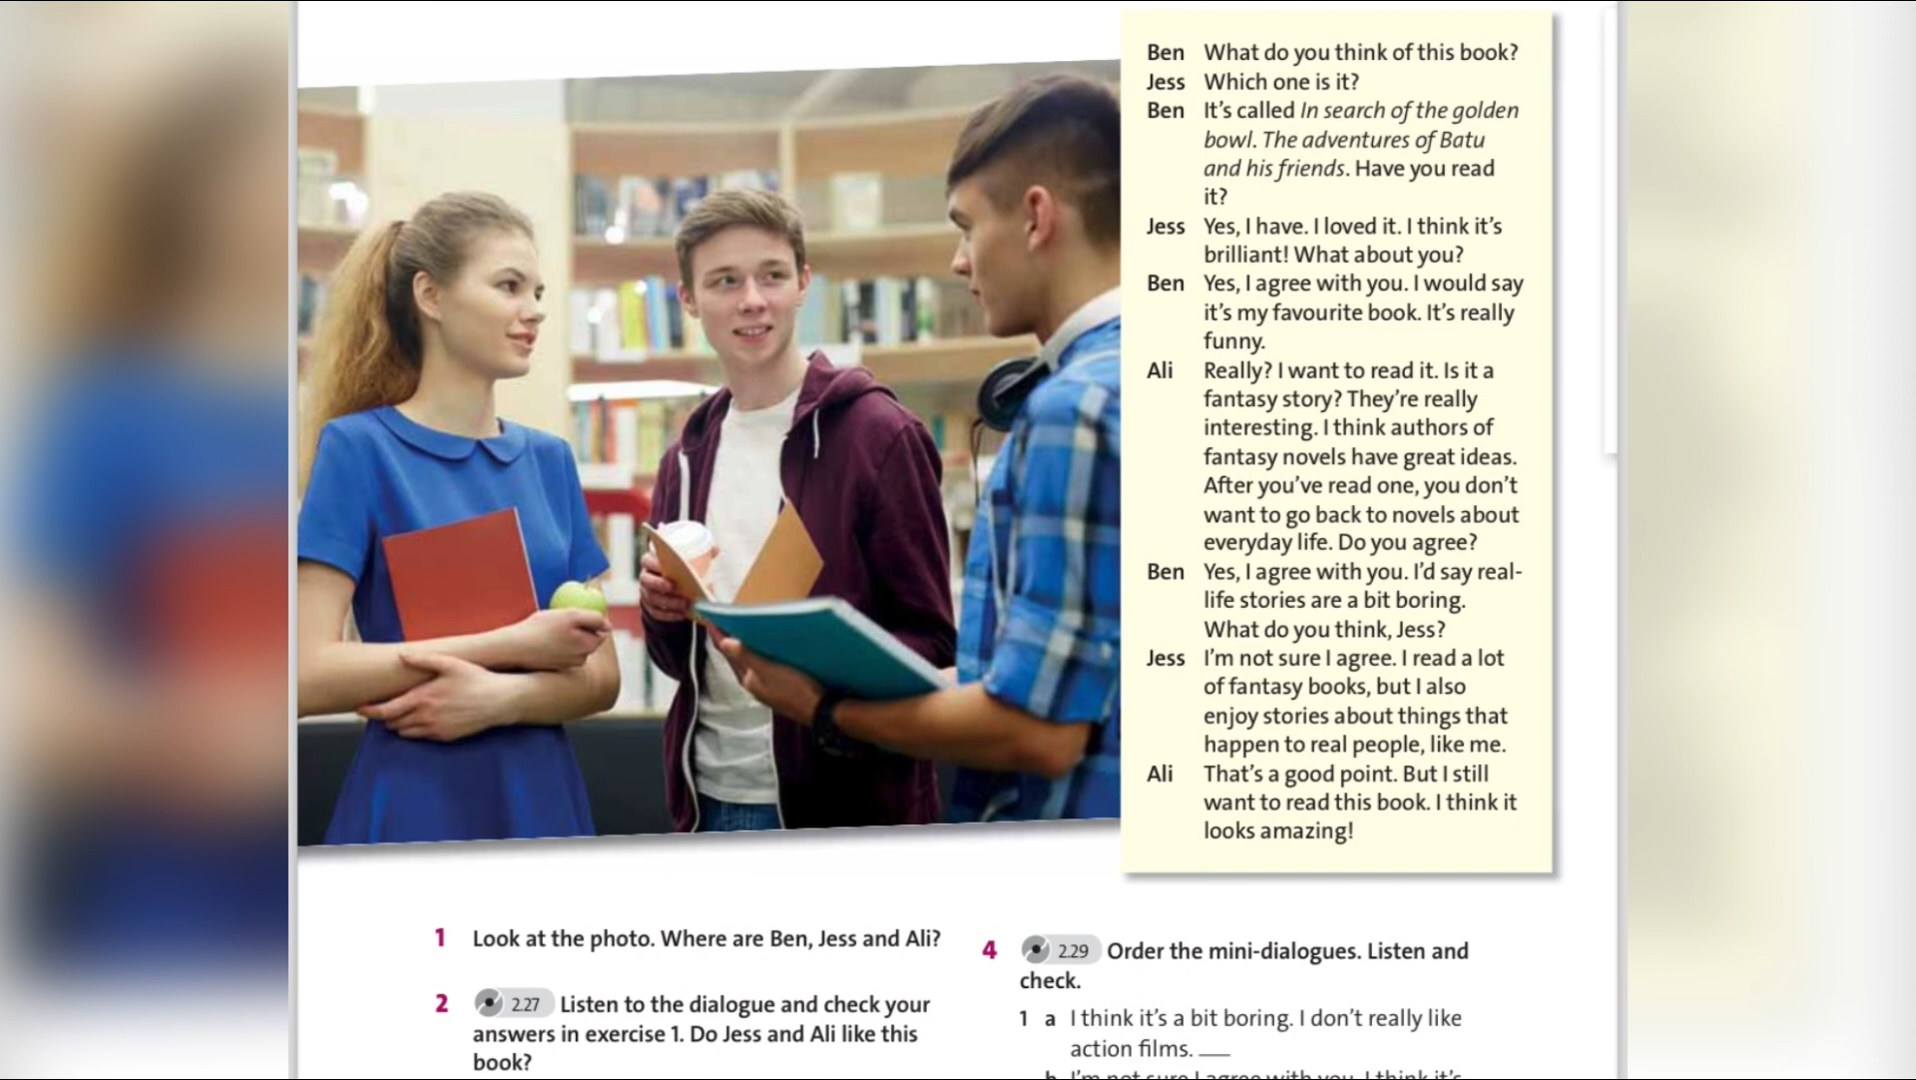 Ben What do you think of this book?
Jess Which one is it?
Ben It's called In search of the golden
bowl. The adventures of Batu
and his friends. Have you read
it?
Jess Yes, I have. I loved it. I think it's
brilliant! What about you?
Ben Yes, I agree with you. I would say
it's my favourite book. It's really
funny.
Ali Really? I want to read it. Is it a
fantasy story? They're really
interesting. I think authors of
fantasy novels have great ideas.
After you've read one, you don't
want to go back to novels about
everyday life. Do you agree?
Ben Yes, I agree with you. I'd say real-
life stories are a bit boring.
What do you think, Jess?
Jess I'm not sure I agree. I read a lot
of fantasy books, but I also
enjoy stories about things that
happen to real people, like me.
Ali That's a good point. But I still
want to read this book. I think it
looks amazing!
1 Look at the photo. Where are Ben, Jess and Ali?
2 2.27 Listen to the dialogue and check your
answers in exercise 1. Do Jess and Ali like this
book?
4 2.29 Order the mini-dialogues. Listen and
check.
1 a I think it's a bit boring. I don't really like
action films. ___
b I'm not sure I agree with you. I think it's